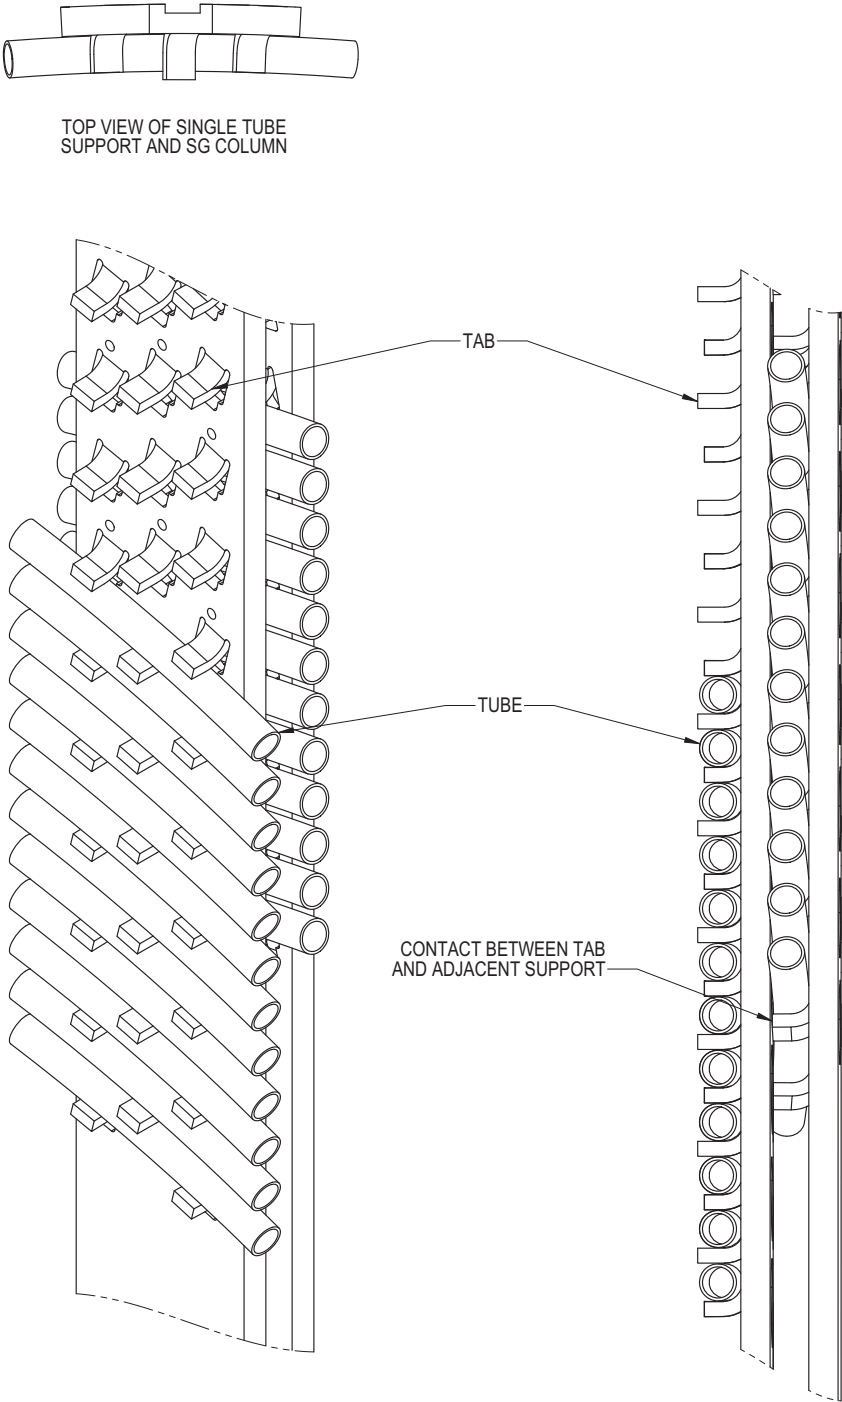 TOP VIEW OF SINGLE TUBE
SUPPORT AND SG COLUMN
TAB
TUBE
CONTACT BETWEEN TAB
AND ADJACENT SUPPORT